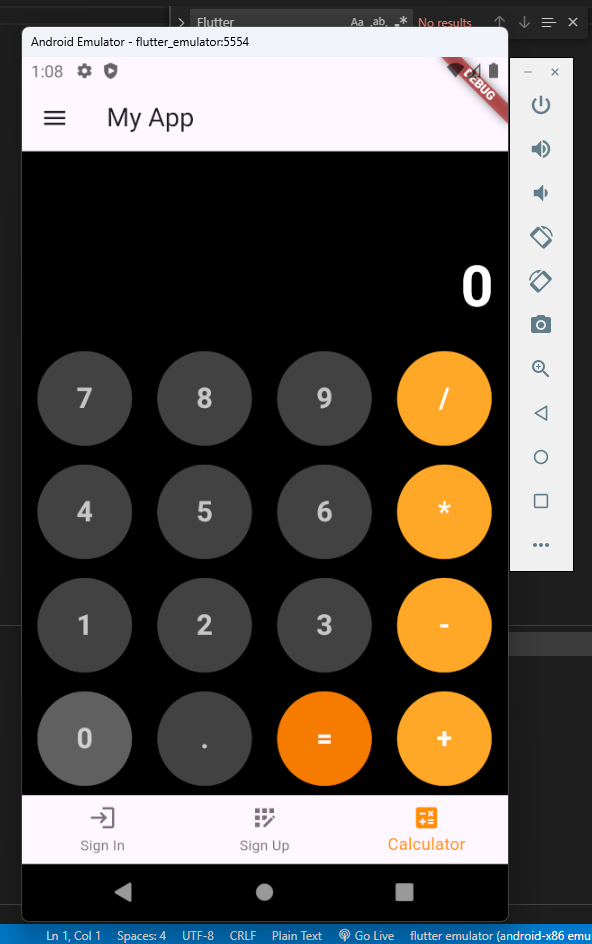 Flutter
Aa
ab
.*
No results
Android Emulator - flutter_emulator:5554
1:08
DEBUG
My App
0
7 8 9 /
4 5 6 *
1 2 3 -
0 . = +
Sign In Sign Up Calculator
Ln 1, Col 1 Spaces: 4 UTF-8 CRLF Plain Text Go Live flutter emulator (android-x86 emu